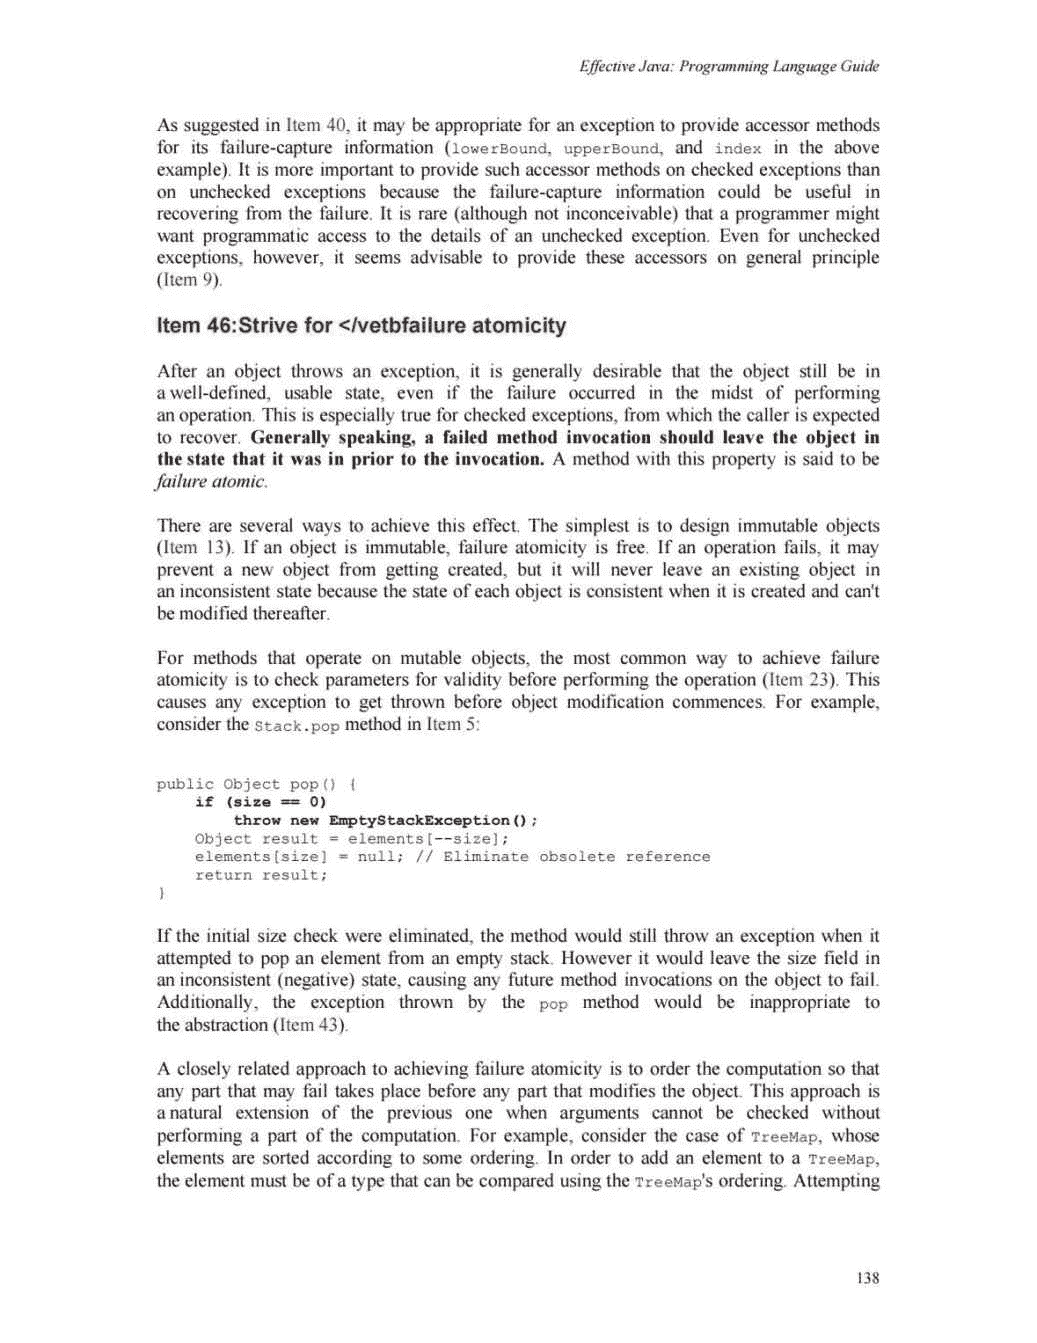 Effective Java: Programming Language Guide
As suggested in Item 40, it may be appropriate for an exception to provide accessor methods
for its failure-capture information (lowerBound, upperBound, and index in the above
example). It is more important to provide such accessor methods on checked exceptions than
on unchecked exceptions because the failure-capture information could be useful in
recovering from the failure. It is rare (although not inconceivable) that a programmer might
want programmatic access to the details of an unchecked exception. Even for unchecked
exceptions, however, it seems advisable to provide these accessors on general principle
(Item 9).
Item 46:Strive for </vetbfailure atomicity
After an object throws an exception, it is generally desirable that the object still be in
a well-defined, usable state, even if the failure occurred in the midst of performing
an operation. This is especially true for checked exceptions, from which the caller is expected
to recover. Generally speaking, a failed method invocation should leave the object in
the state that it was in prior to the invocation. A method with this property is said to be
failure atomic.
There are several ways to achieve this effect. The simplest is to design immutable objects
(Item 13). If an object is immutable, failure atomicity is free. If an operation fails, it may
prevent a new object from getting created, but it will never leave an existing object in
an inconsistent state because the state of each object is consistent when it is created and can't
be modified thereafter.
For methods that operate on mutable objects, the most common way to achieve failure
atomicity is to check parameters for validity before performing the operation (Item 23). This
causes any exception to get thrown before object modification commences. For example,
consider the Stack.pop method in Item 5:
public Object pop() {
    if (size == 0)
        throw new EmptyStackException();
    Object result = elements[--size];
    elements[size] = null; // Eliminate obsolete reference
    return result;
}
If the initial size check were eliminated, the method would still throw an exception when it
attempted to pop an element from an empty stack. However it would leave the size field in
an inconsistent (negative) state, causing any future method invocations on the object to fail.
Additionally, the exception thrown by the pop method would be inappropriate to
the abstraction (Item 43).
A closely related approach to achieving failure atomicity is to order the computation so that
any part that may fail takes place before any part that modifies the object. This approach is
a natural extension of the previous one when arguments cannot be checked without
performing a part of the computation. For example, consider the case of TreeMap, whose
elements are sorted according to some ordering. In order to add an element to a TreeMap,
the element must be of a type that can be compared using the TreeMap's ordering. Attempting
138